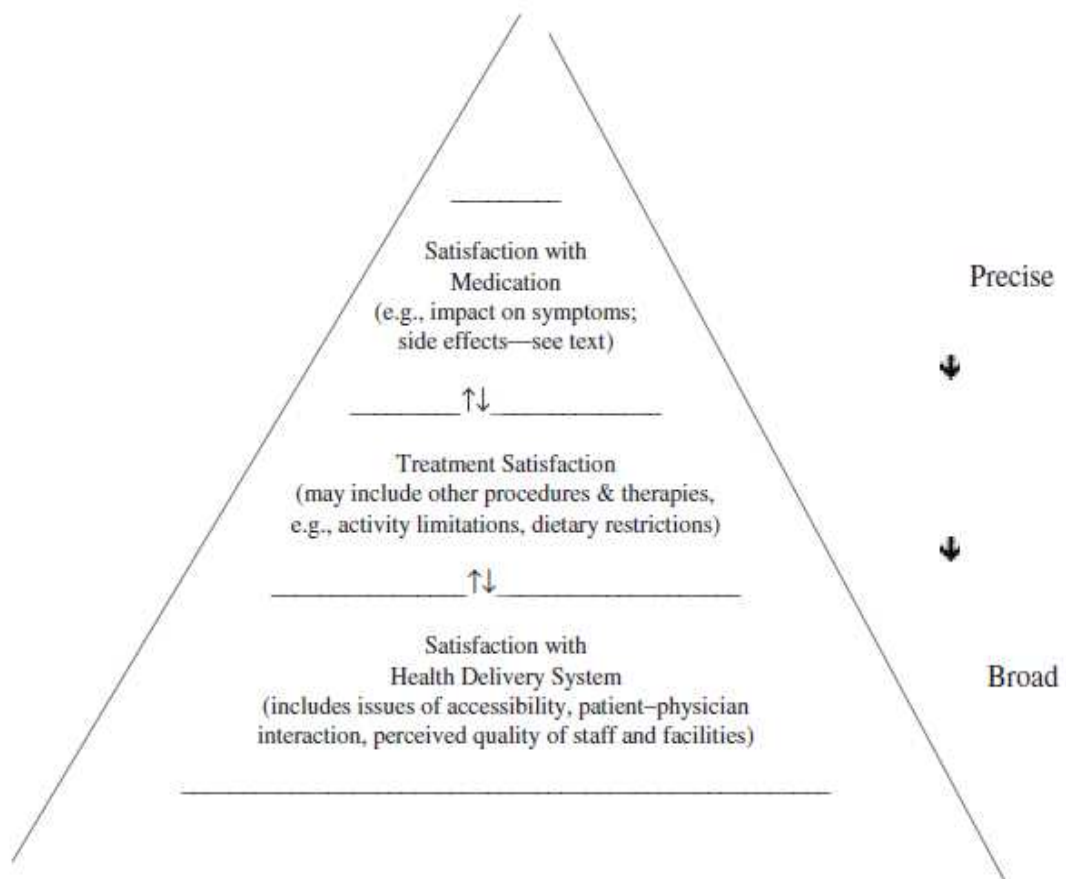 Satisfaction with
Medication
(e.g., impact on symptoms;
side effects—see text)
Precise
↑↓
Treatment Satisfaction
(may include other procedures & therapies,
e.g., activity limitations, dietary restrictions)
↑↓
Satisfaction with
Health Delivery System
(includes issues of accessibility, patient–physician
interaction, perceived quality of staff and facilities)
Broad